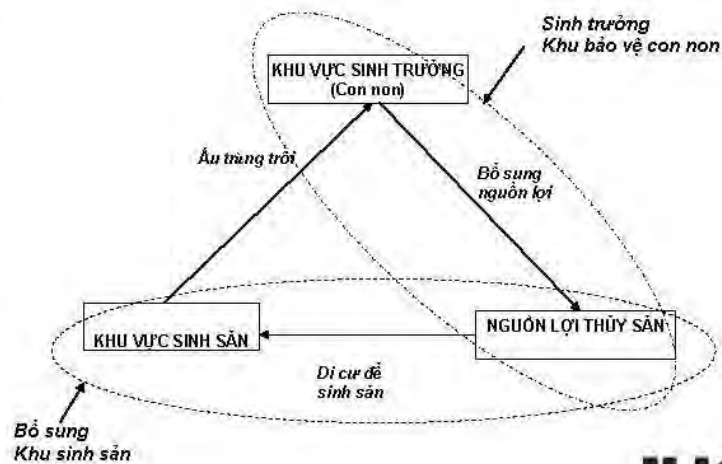 Sinh trưởng
Khu bảo vệ con non
KHU VỰC SINH TRƯỞNG
(Con non)
Ấu trùng trôi
Bổ sung
nguồn lợi
KHU VỰC SINH SẢN
NGUỒN LỢI THỦY SẢN
Di cư để
sinh sản
Bổ sung
Khu sinh sản